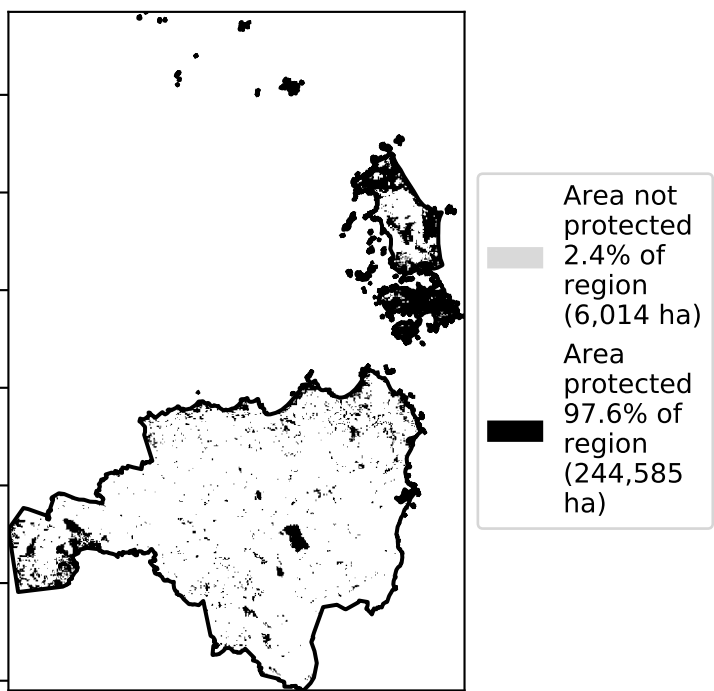 Area not
protected
2.4% of
region
(6,014 ha)
Area
protected
97.6% of
region
(244,585
ha)